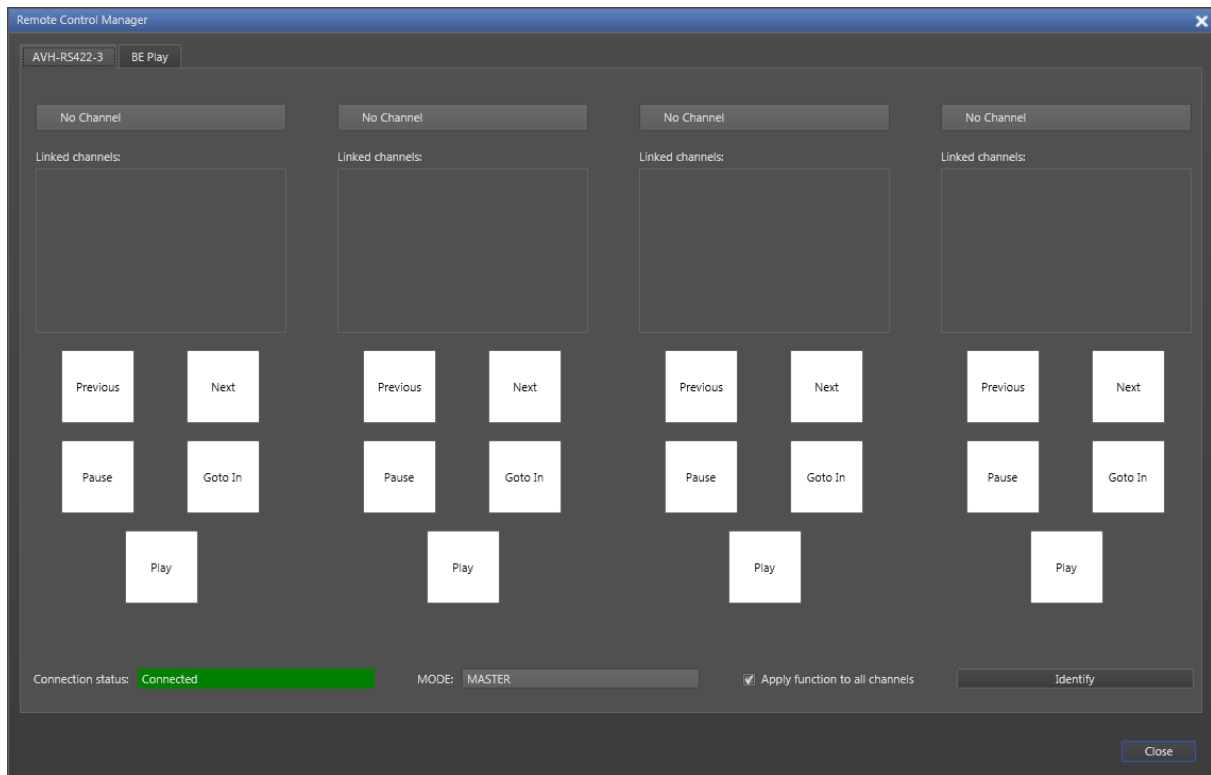 Remote Control Manager
AVH-RS422-3 BE Play
No Channel No Channel No Channel No Channel
Linked channels: Linked channels: Linked channels: Linked channels:
Previous Next Previous Next Previous Next Previous Next
Pause Goto In Pause Goto In Pause Goto In Pause Goto In
Play Play Play Play
Connection status: Connected MODE: MASTER Apply function to all channels Identify
Close